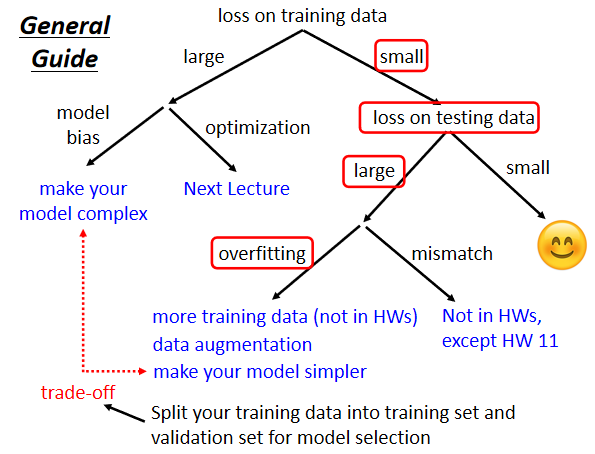 General
Guide
loss on training data
large
small
model
bias
optimization
loss on testing data
make your
model complex
Next Lecture
large
small
overfitting
mismatch
more training data (not in HWs)
data augmentation
make your model simpler
Not in HWs,
except HW 11
trade-off
Split your training data into training set and
validation set for model selection